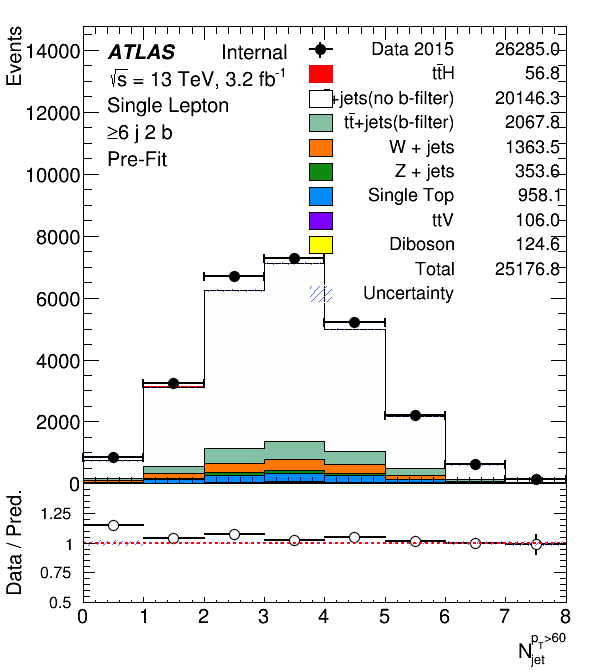 Events
14000
12000
10000
8000
6000
4000
2000
0
ATLAS Internal
√s = 13 TeV, 3.2 fb⁻¹
Single Lepton
≥6 j 2 b
Pre-Fit
Data 2015 26285.0
tt̄H 56.8
+jets(no b-filter) 20146.3
tt̄+jets(b-filter) 2067.8
W + jets 1363.5
Z + jets 353.6
Single Top 958.1
ttV 106.0
Diboson 124.6
Total 25176.8
Uncertainty
Data / Pred.
1.25
1
0.75
0.5
0 1 2 3 4 5 6 7 8
N_jet^{p_T>60}